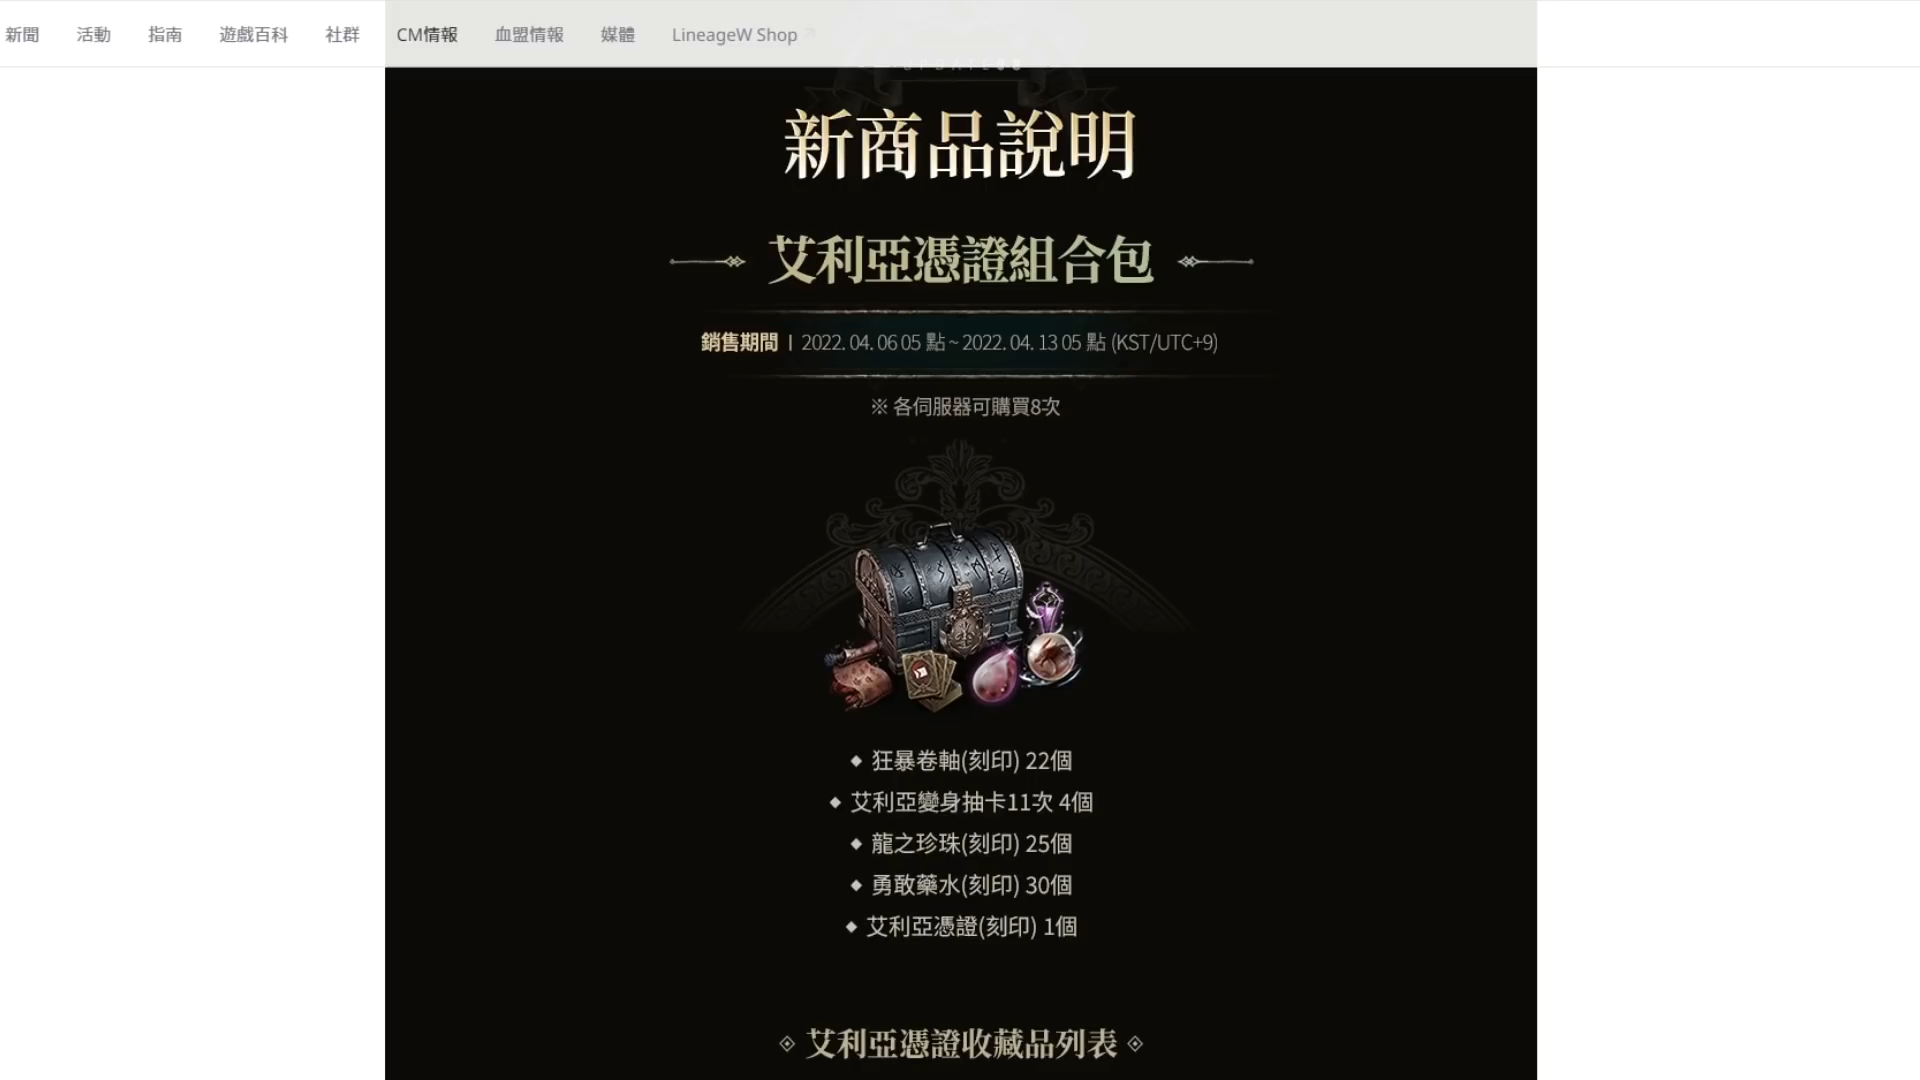 新聞 活動 指南 遊戲百科 社群 CM情報 血盟情報 媒體 LineageW Shop
新商品說明
艾利亞憑證組合包
銷售期間 | 2022. 04. 06 05 點 ~ 2022. 04. 13 05 點 (KST/UTC+9)
※ 各伺服器可購買8次
◆ 狂暴卷軸(刻印) 22個
◆ 艾利亞變身抽卡11次 4個
◆ 龍之珍珠(刻印) 25個
◆ 勇敢藥水(刻印) 30個
◆ 艾利亞憑證(刻印) 1個
艾利亞憑證收藏品列表